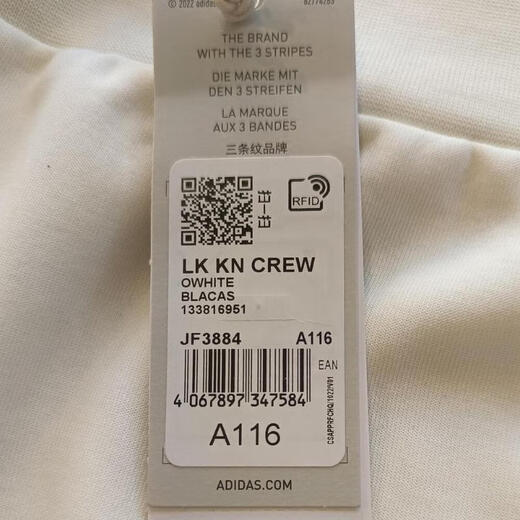 © 2022 adidas
THE BRAND
WITH THE 3 STRIPES
DIE MARKE MIT
DEN 3 STREIFEN
LA MARQUE
AUX 3 BANDES
三条纹品牌
RFID
LK KN CREW
OWHITE
BLACAS
133816951
JF3884 A116
EAN
4 067897 347584
A116
ADIDAS.COM